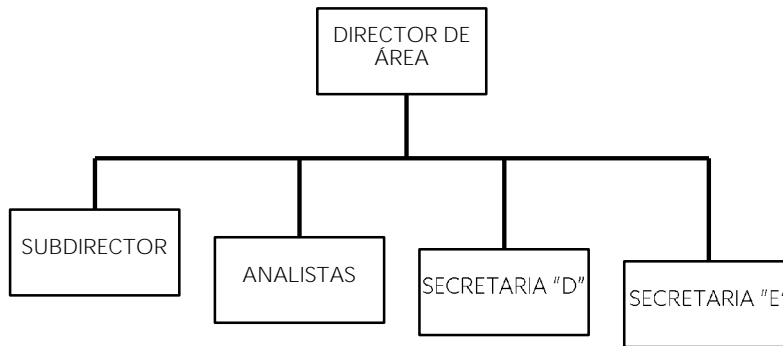 DIRECTOR DE
ÁREA
SUBDIRECTOR
ANALISTAS
SECRETARIA "D"
SECRETARIA "E"